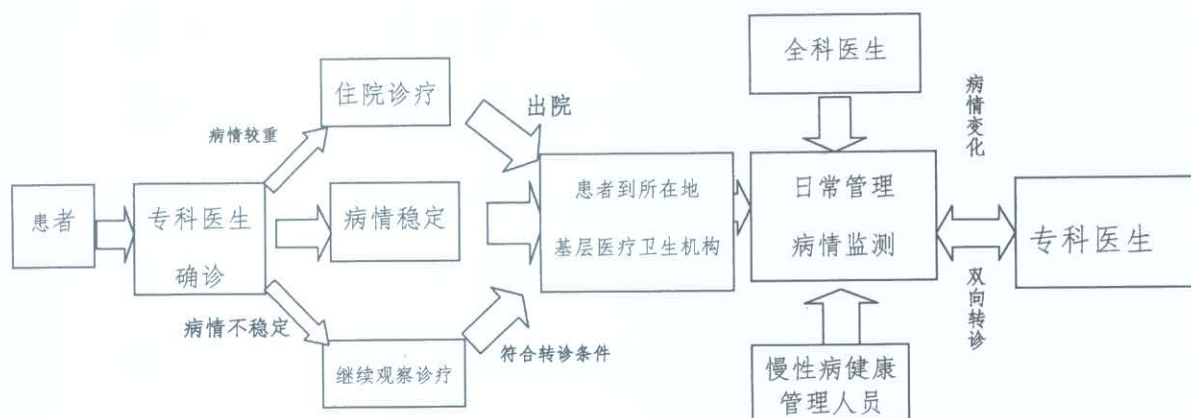 患者
专科医生
确诊
病情较重
住院诊疗
出院
病情稳定
病情不稳定
继续观察诊疗
符合转诊条件
患者到所在地
基层医疗卫生机构
全科医生
日常管理
病情监测
慢性病健康
管理人员
病情变化
双向转诊
专科医生